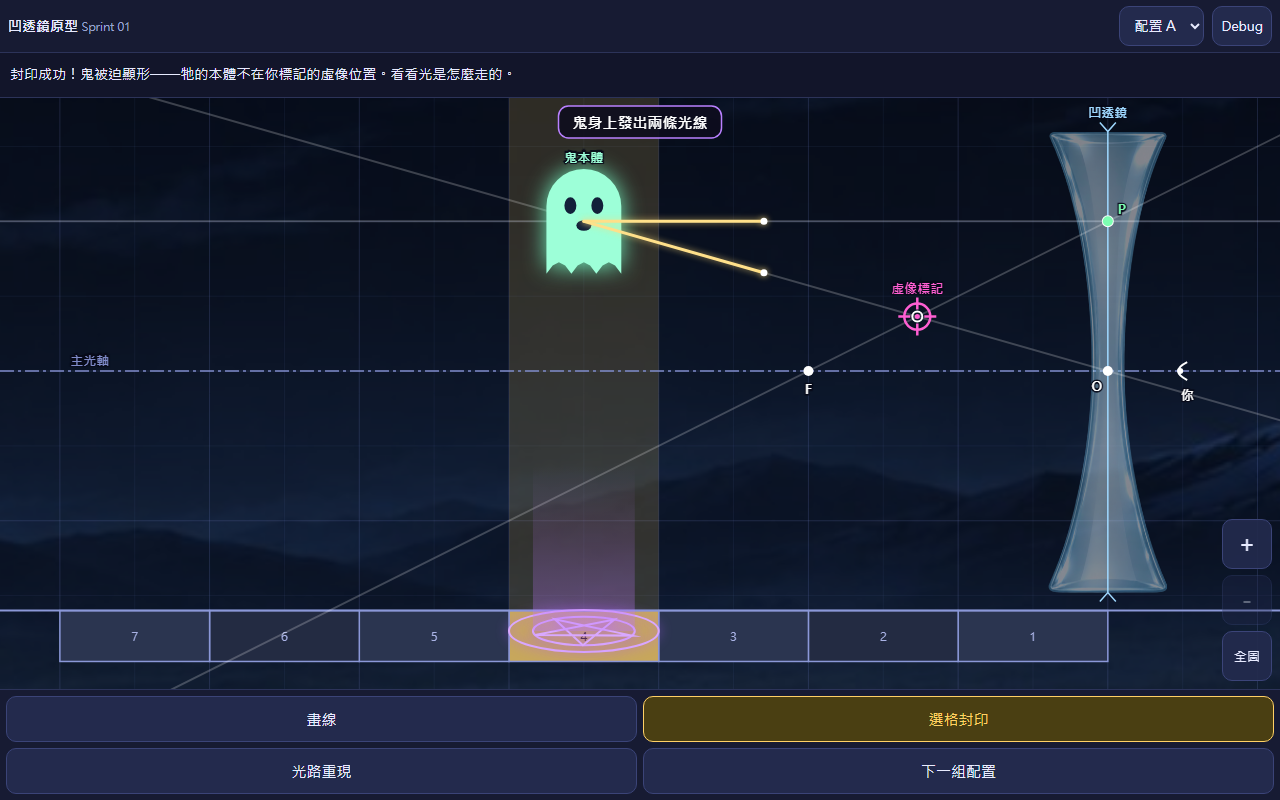 凹透鏡原型 Sprint 01
配置 A
Debug
封印成功！鬼被迫顯形——牠的本體不在你標記的虛像位置。看看光是怎麼走的。
鬼身上發出兩條光線
凹透鏡
鬼本體
P
虛像標記
主光軸
F
O
你
+
−
全圖
7
6
5
4
3
2
1
畫線
選格封印
光路重現
下一組配置